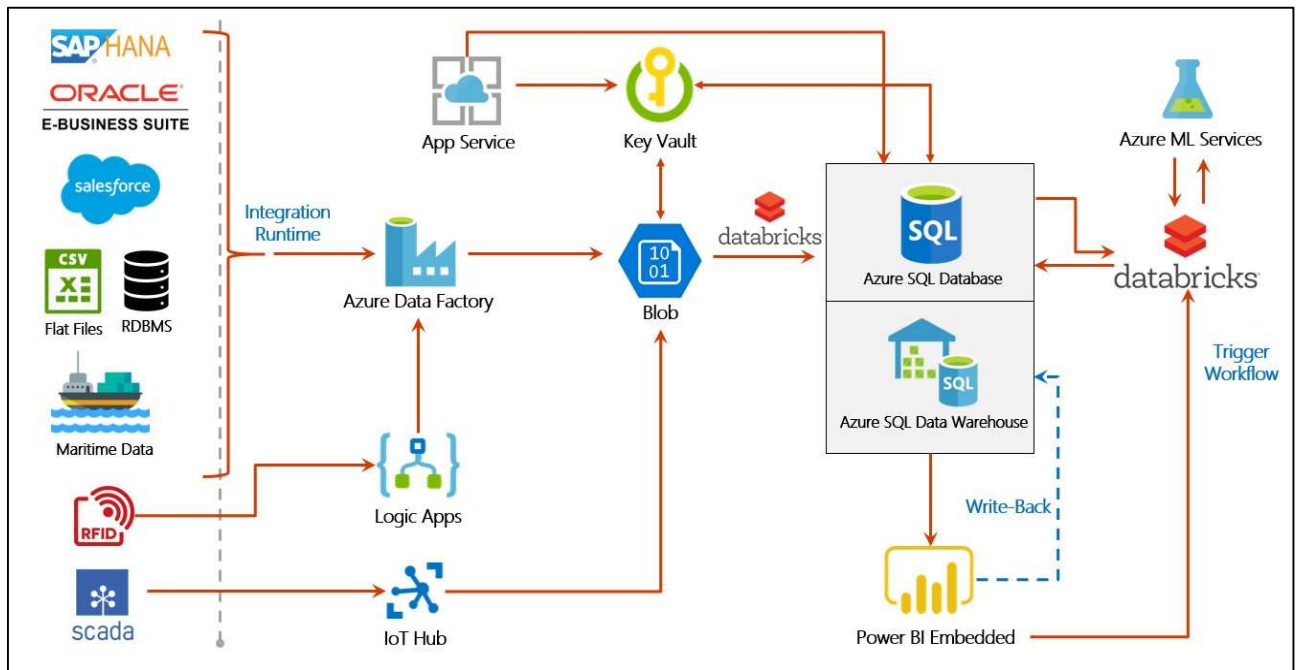 SAP HANA
ORACLE
E-BUSINESS SUITE
salesforce
CSV
Flat Files
RDBMS
Maritime Data
RFID
scada
Integration
Runtime
App Service
Key Vault
Azure Data Factory
10
01
Blob
databricks
Logic Apps
IoT Hub
SQL
Azure SQL Database
SQL
Azure SQL Data Warehouse
Write-Back
Power BI Embedded
Azure ML Services
databricks
Trigger
Workflow